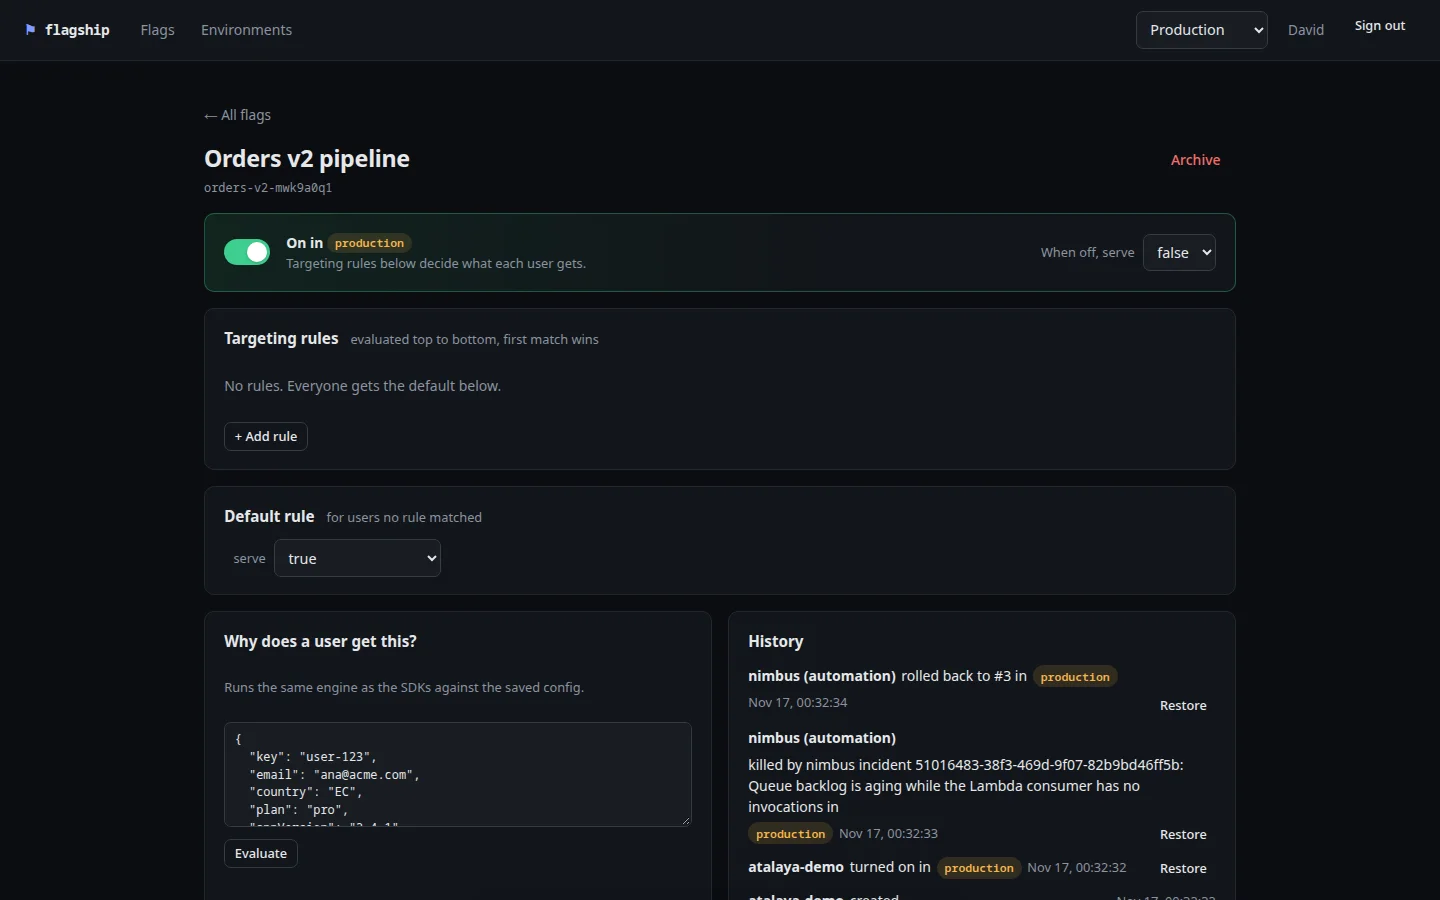 flagship
Flags
Environments
Production
David
Sign out
← All flags
Orders v2 pipeline
Archive
orders-v2-mwk9a0q1
On in production
Targeting rules below decide what each user gets.
When off, serve
false
Targeting rules evaluated top to bottom, first match wins
No rules. Everyone gets the default below.
+ Add rule
Default rule for users no rule matched
serve
true
Why does a user get this?
Runs the same engine as the SDKs against the saved config.
{
"key": "user-123",
"email": "ana@acme.com",
"country": "EC",
"plan": "pro",
Evaluate
History
nimbus (automation) rolled back to #3 in production
Nov 17, 00:32:34
Restore
nimbus (automation)
killed by nimbus incident 51016483-38f3-469d-9f07-82b9bd46ff5b:
Queue backlog is aging while the Lambda consumer has no
invocations in
production Nov 17, 00:32:33
Restore
atalaya-demo turned on in production Nov 17, 00:32:32
Restore